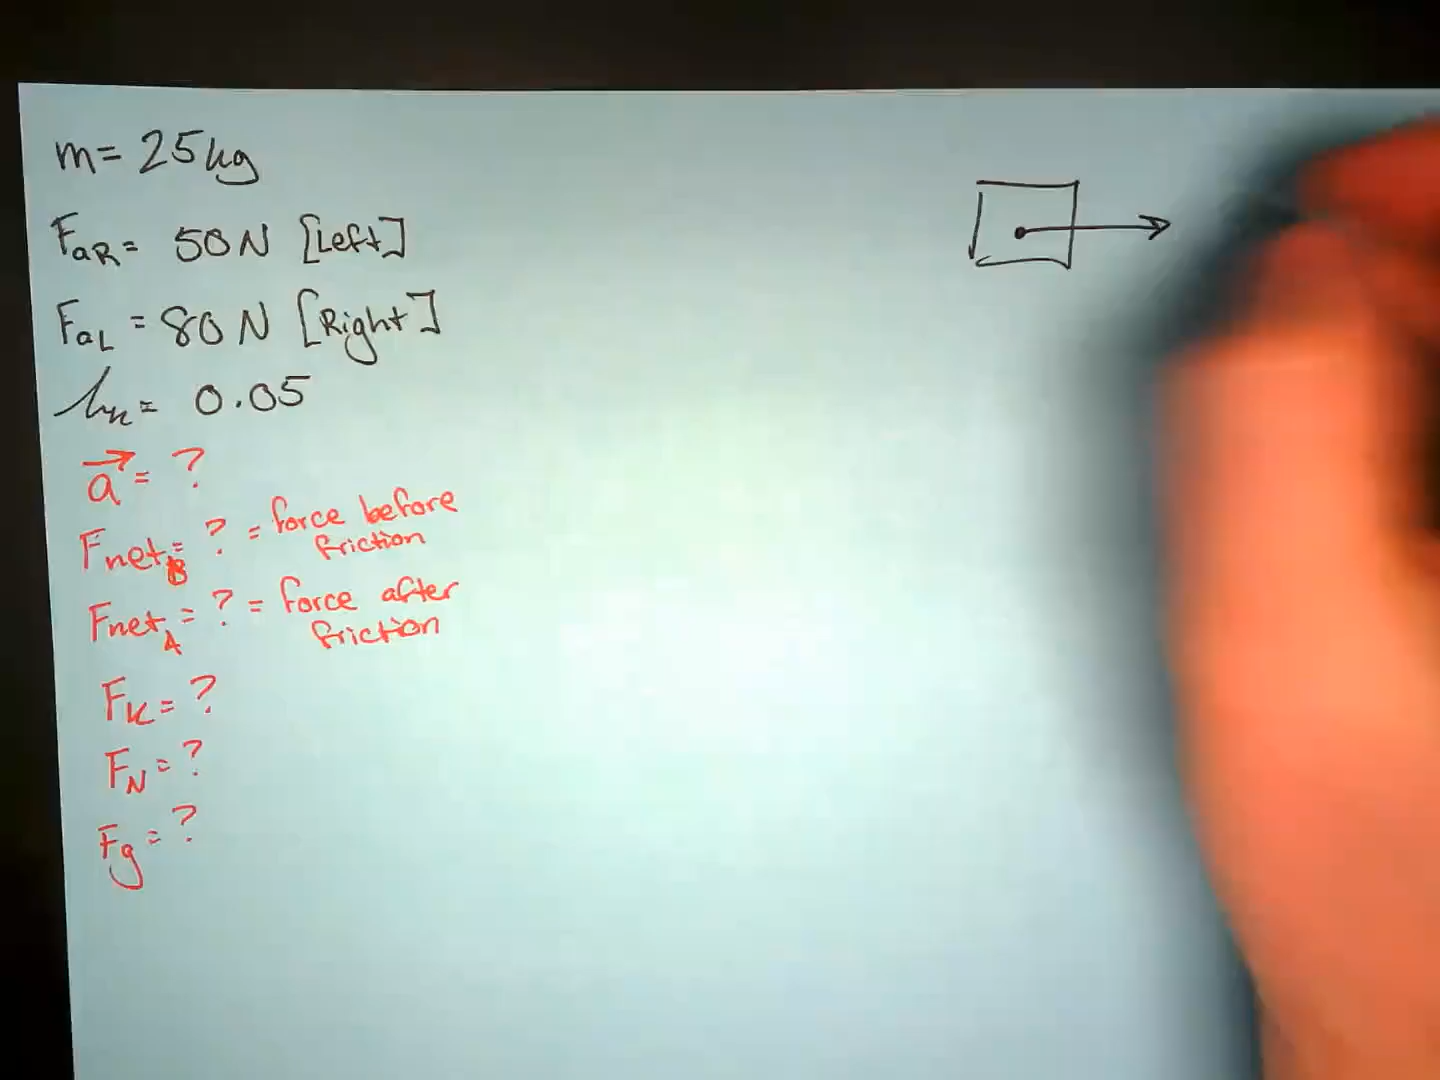 m= 25kg
FaR= 50N [Left]
FaL = 80N [Right]
μk= 0.05
a⃗ = ?
FnetB= ? = force before
friction
FnetA= ? = force after
friction
Fk= ?
FN= ?
Fg= ?